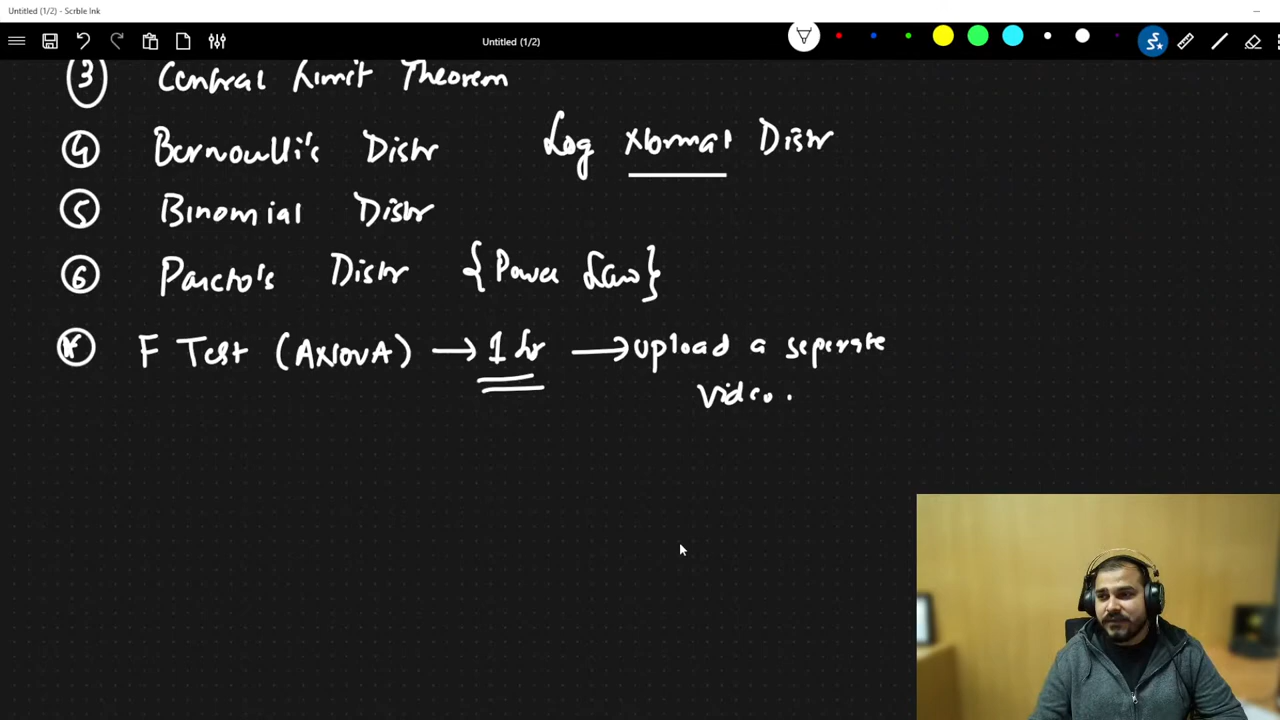 Untitled (1/2) - Scrble Ink
Untitled (1/2)
③ Central Limit Theorem
④ Bernoulli's Distr Log Normal Distr
⑤ Binomial Distr
⑥ Pareto's Distr {Power Law}
* F Test (ANOVA) → 1 hr → upload a seperate
video.